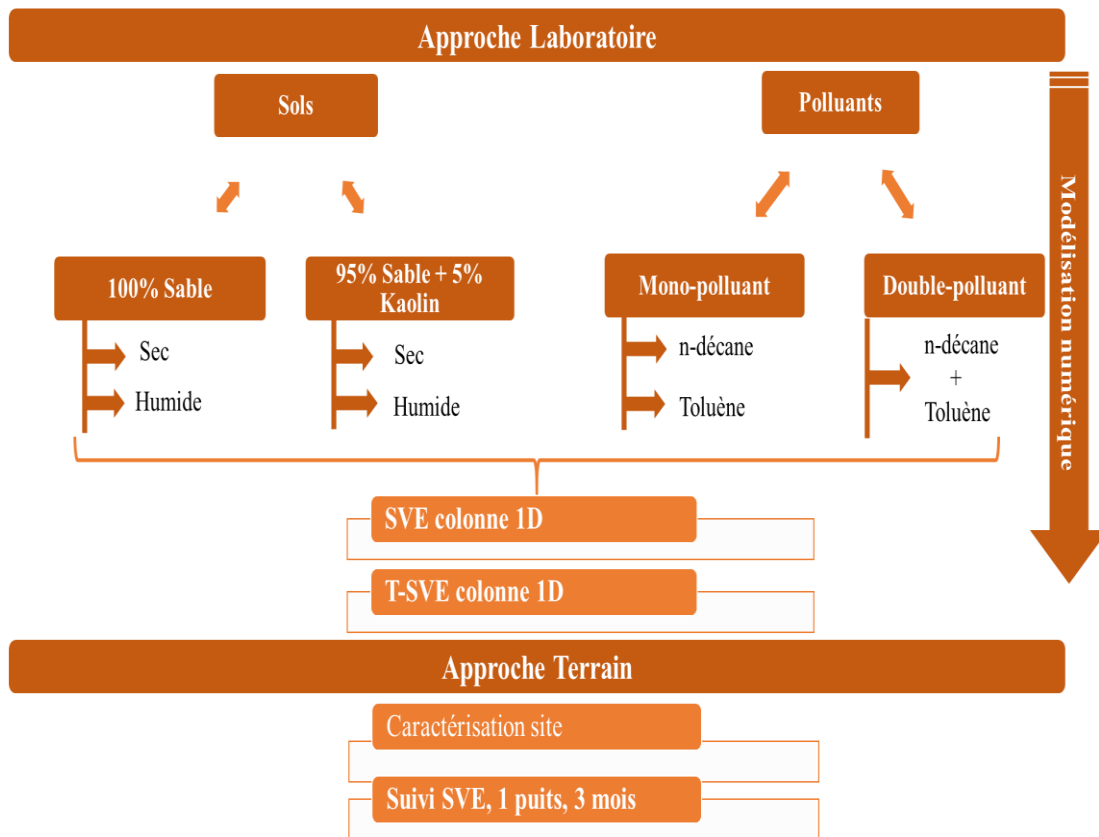 Approche Laboratoire
Sols
Polluants
100% Sable
Sec
Humide
95% Sable + 5%
Kaolin
Sec
Humide
Mono-polluant
n-décane
Toluène
Double-polluant
n-décane
+
Toluène
Modélisation numérique
SVE colonne 1D
T-SVE colonne 1D
Approche Terrain
Caractérisation site
Suivi SVE, 1 puits, 3 mois